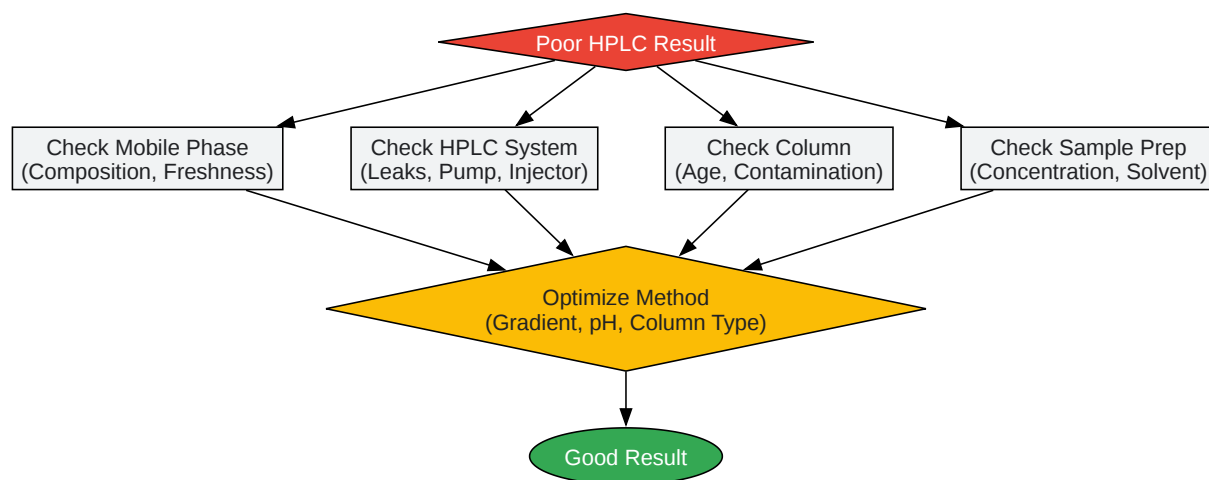 Poor HPLC Result
Check Mobile Phase
(Composition, Freshness)
Check HPLC System
(Leaks, Pump, Injector)
Check Column
(Age, Contamination)
Check Sample Prep
(Concentration, Solvent)
Optimize Method
(Gradient, pH, Column Type)
Good Result